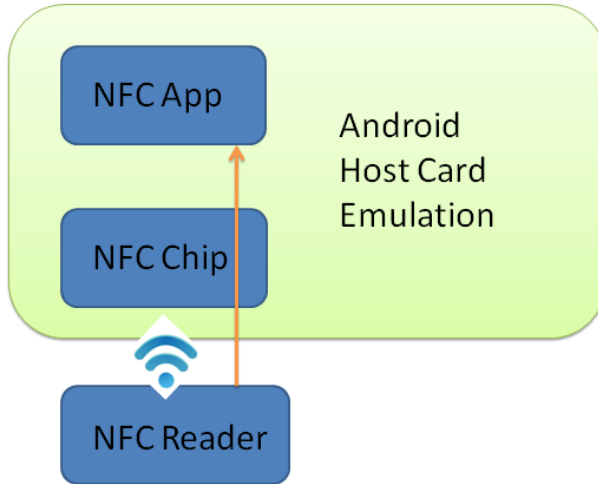 NFC App
Android
Host Card
Emulation
NFC Chip
NFC Reader